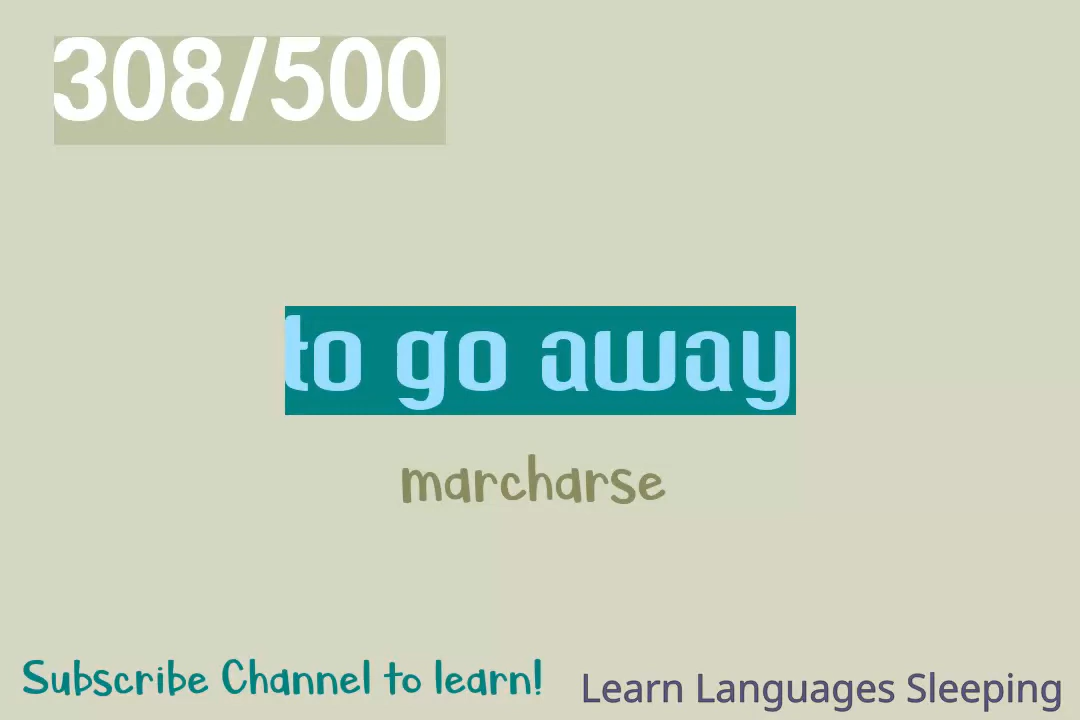 308/500
to go away
marcharse
Subscribe Channel to learn!
Learn Languages Sleeping